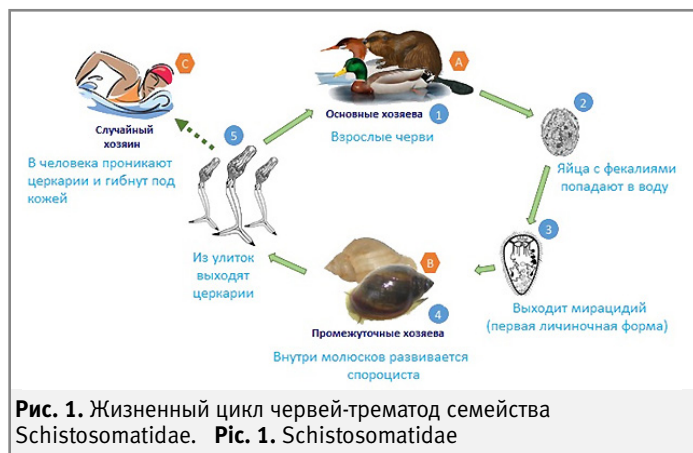 C
A
Случайный
хозяин
В человека проникают
церкарии и гибнут под
кожей
5
Основные хозяева 1
Взрослые черви
2
Яйца с фекалиями
попадают в воду
3
Выходит мирацидий
(первая личиночная форма)
B
4
Промежуточные хозяева
Внутри молюсков развивается
спороциста
Из улиток
выходят
церкарии
Рис. 1. Жизненный цикл червей-трематод семейства
Schistosomatidae. Pic. 1. Schistosomatidae